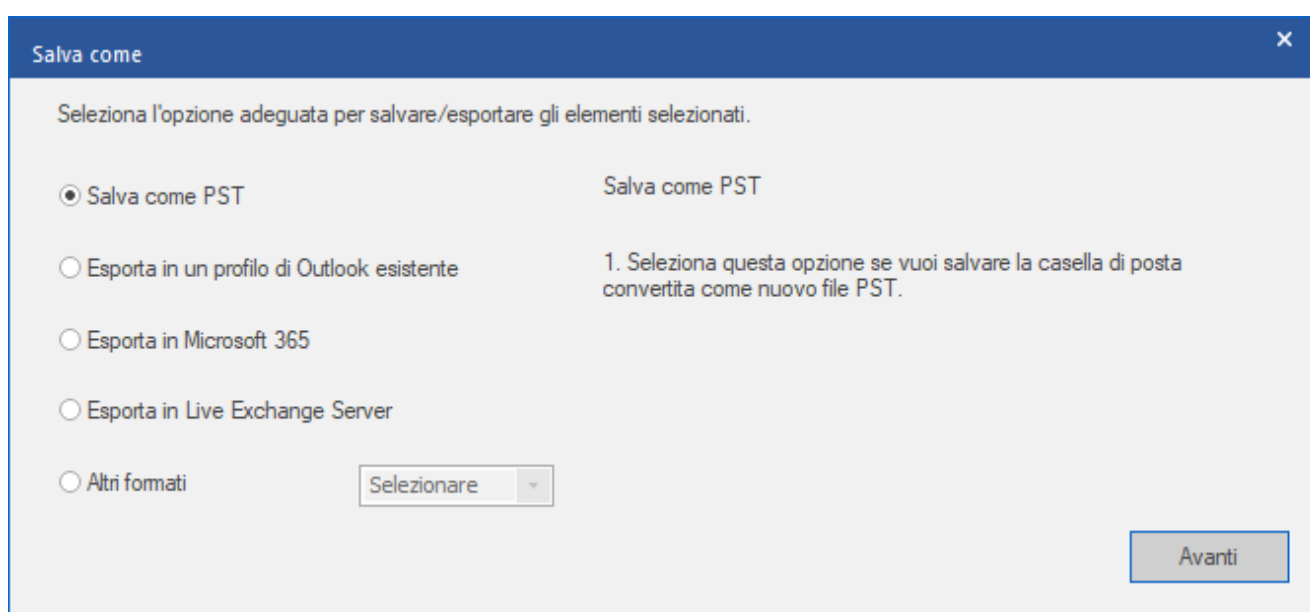 Salva come
Seleziona l'opzione adeguata per salvare/esportare gli elementi selezionati.
Salva come PST
Esporta in un profilo di Outlook esistente
Esporta in Microsoft 365
Esporta in Live Exchange Server
Altri formati
Selezionare
Salva come PST
1. Seleziona questa opzione se vuoi salvare la casella di posta
convertita come nuovo file PST.
Avanti